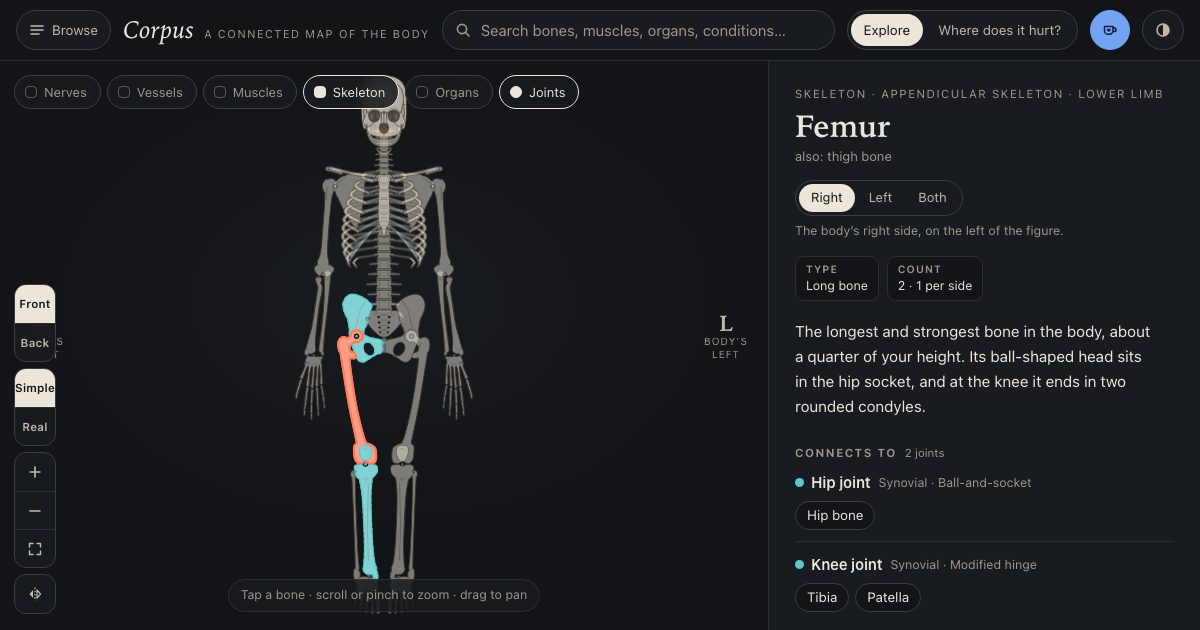 Browse
Corpus
A CONNECTED MAP OF THE BODY
Search bones, muscles, organs, conditions...
Explore
Where does it hurt?
Nerves
Vessels
Muscles
Skeleton
Organs
Joints
Front
Back
Simple
Real
L
BODY'S
LEFT
Tap a bone · scroll or pinch to zoom · drag to pan
SKELETON · APPENDICULAR SKELETON · LOWER LIMB
Femur
also: thigh bone
Right
Left
Both
The body’s right side, on the left of the figure.
TYPE
Long bone
COUNT
2 · 1 per side
The longest and strongest bone in the body, about
a quarter of your height. Its ball-shaped head sits
in the hip socket, and at the knee it ends in two
rounded condyles.
CONNECTS TO 2 joints
Hip joint Synovial · Ball-and-socket
Hip bone
Knee joint Synovial · Modified hinge
Tibia
Patella